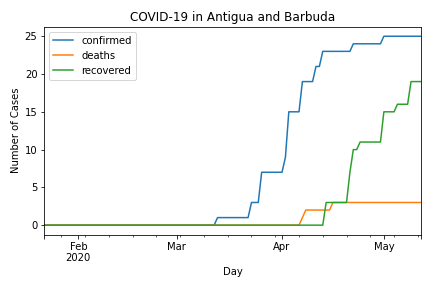 COVID-19 in Antigua and Barbuda
confirmed
deaths
recovered
Number of Cases
25
20
15
10
5
0
Feb
2020
Mar
Apr
May
Day